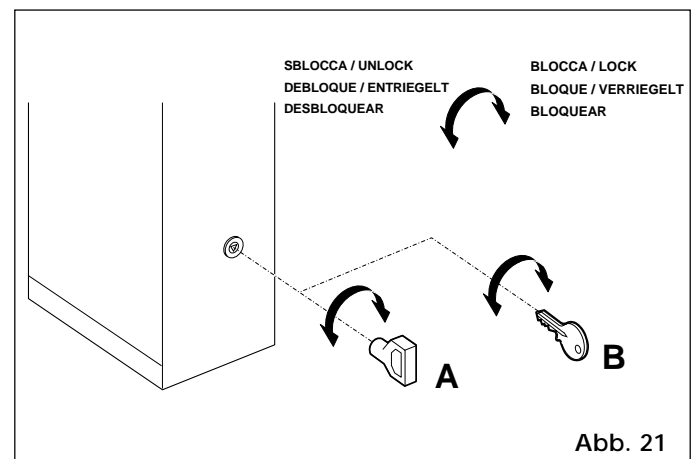 SBLOCCA / UNLOCK
DEBLOQUE / ENTRIEGELT
DESBLOQUEAR
BLOCCA / LOCK
BLOQUE / VERRIEGELT
BLOQUEAR
A
B
Abb. 21